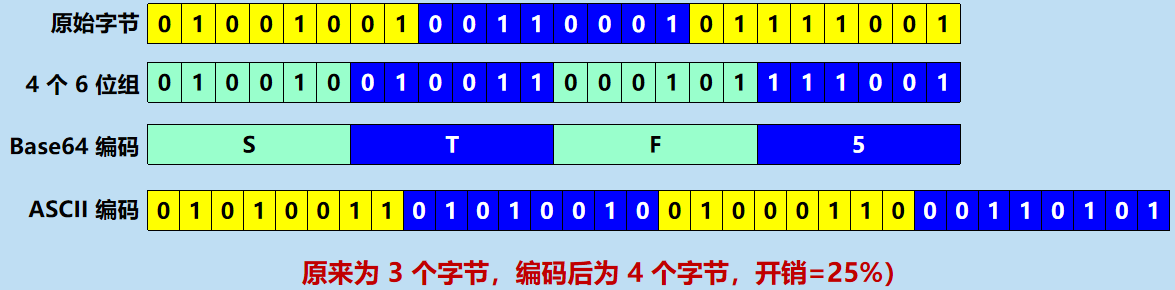 原始字节 0 1 0 0 1 0 0 1 0 0 1 1 0 0 0 1 0 1 1 1 1 0 0 1
4 个 6 位组 0 1 0 0 1 0 0 1 0 0 1 1 0 0 0 1 0 1 1 1 1 0 0 1
Base64 编码 S T F 5
ASCII 编码 0 1 0 1 0 0 1 1 0 1 0 1 0 0 1 0 0 1 0 0 0 1 1 0 0 0 1 1 0 1 0 1
原来为 3 个字节，编码后为 4 个字节，开销=25%）